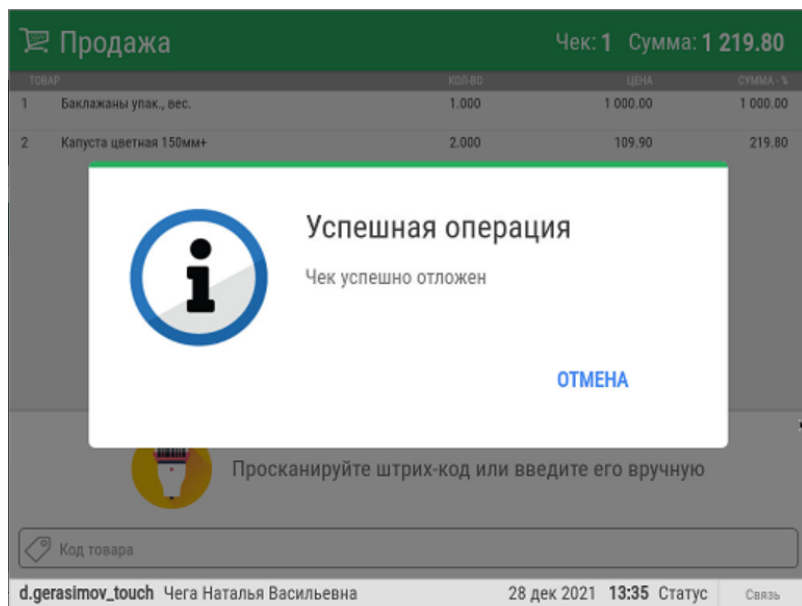 Продажа Чек: 1 Сумма: 1 219.80
ТОВАР КОЛ-ВО ЦЕНА СУММА - %
1 Баклажаны упак., вес. 1.000 1 000.00 1 000.00
2 Капуста цветная 150мм+ 2.000 109.90 219.80
Успешная операция
Чек успешно отложен
ОТМЕНА
Просканируйте штрих-код или введите его вручную
Код товара
d.gerasimov_touch Чега Наталья Васильевна 28 дек 2021 13:35 Статус Связь